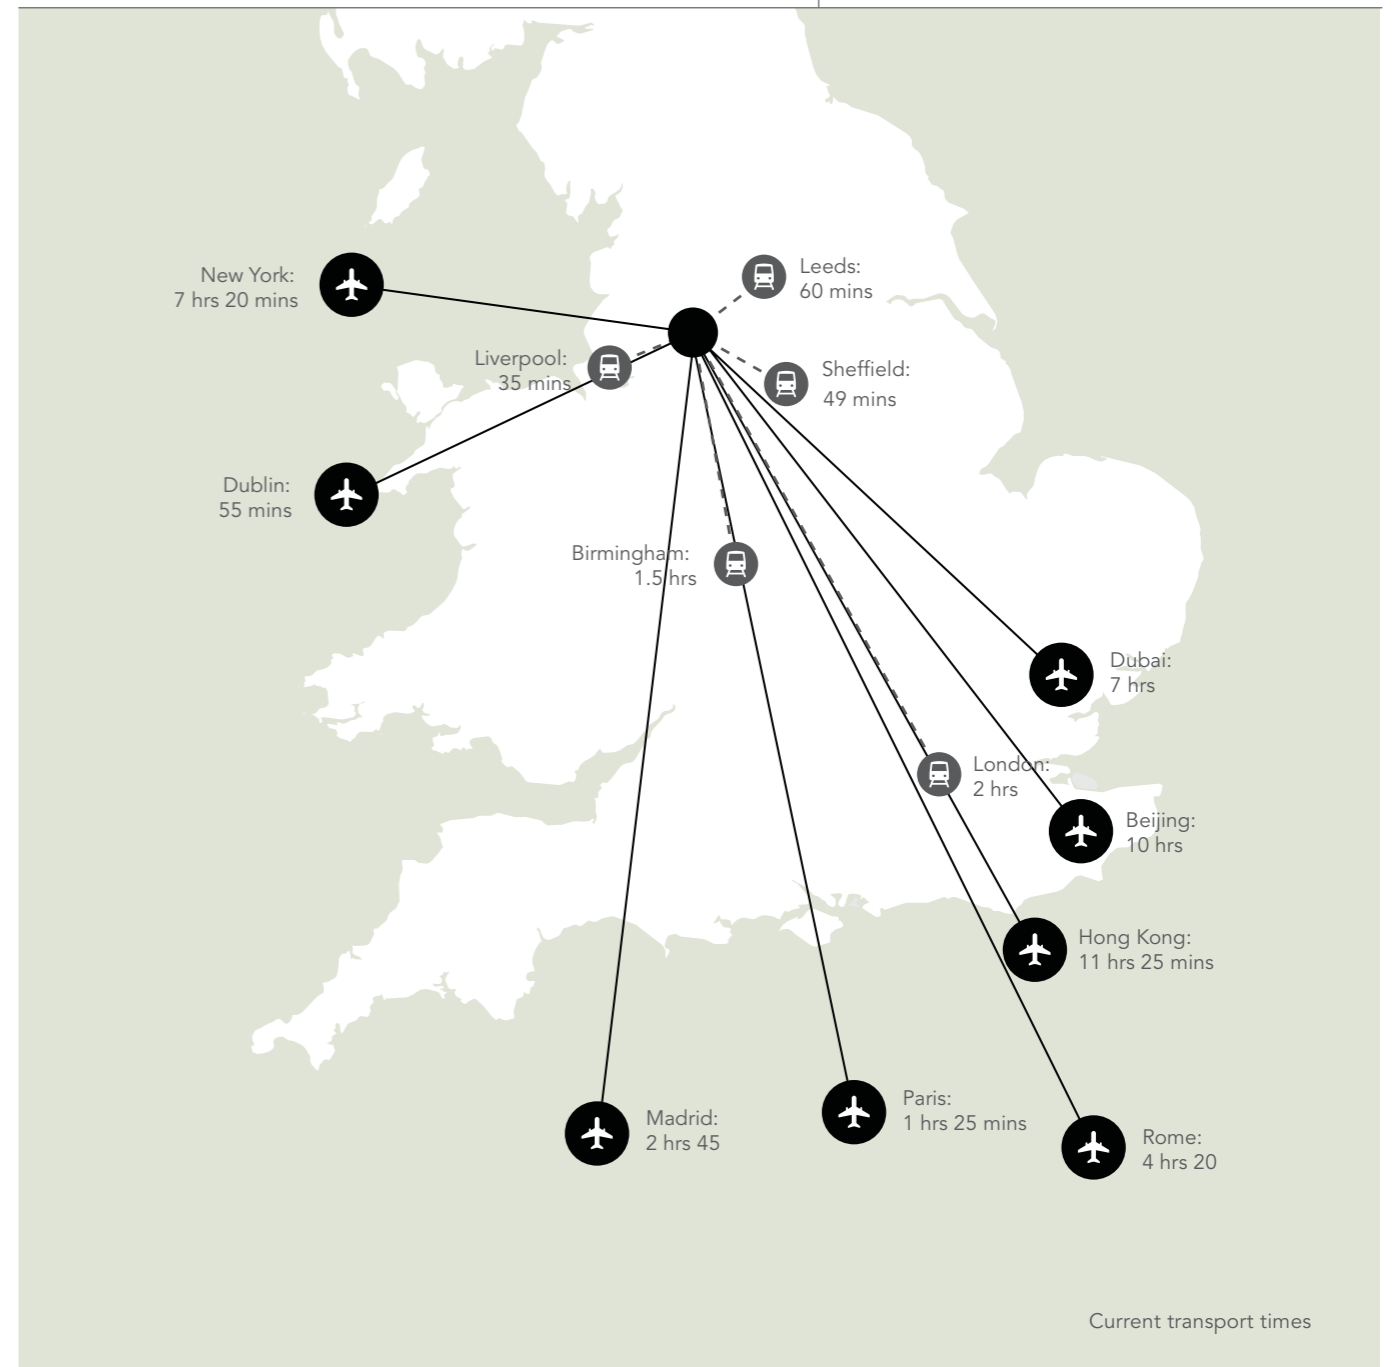 Leeds:
60 mins
New York:
7 hrs 20 mins
Liverpool:
35 mins
Sheffield:
49 mins
Dublin:
55 mins
Birmingham:
1.5 hrs
Dubai:
7 hrs
London:
2 hrs
Beijing:
10 hrs
Hong Kong:
11 hrs 25 mins
Madrid:
2 hrs 45
Paris:
1 hrs 25 mins
Rome:
4 hrs 20
Current transport times